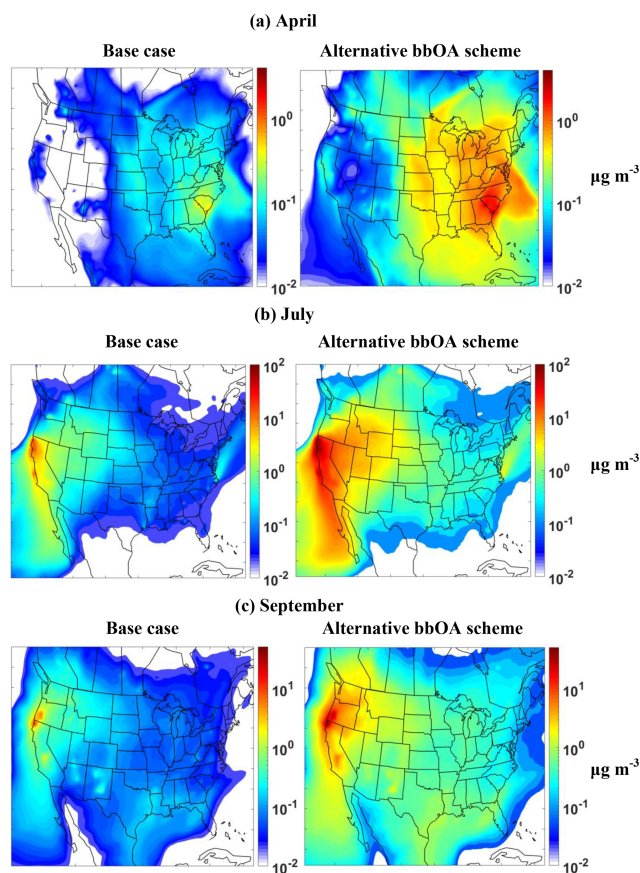 (a) April
Base case
Alternative bbOA scheme
10⁰
10⁻¹
10⁻²
10⁰
10⁻¹
10⁻²
µg m⁻³
(b) July
Base case
Alternative bbOA scheme
10²
10¹
10⁰
10⁻¹
10⁻²
10²
10¹
10⁰
10⁻¹
10⁻²
µg m⁻³
(c) September
Base case
Alternative bbOA scheme
10¹
10⁰
10⁻¹
10⁻²
10¹
10⁰
10⁻¹
10⁻²
µg m⁻³